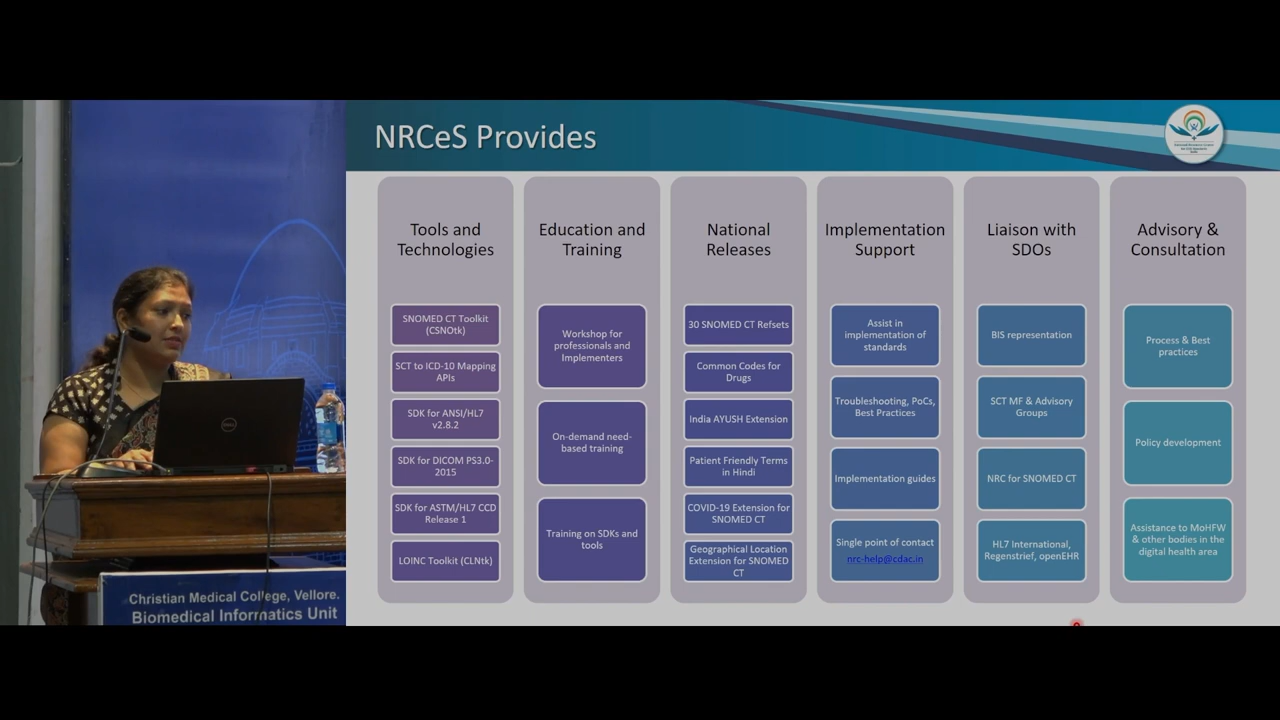 NRCeS Provides
Tools and
Technologies
SNOMED CT Toolkit
(CSNOtk)
SCT to ICD-10 Mapping
APIs
SDK for ANSI/HL7
v2.8.2
SDK for DICOM PS3.0-
2015
SDK for ASTM/HL7 CCD
Release 1
LOINC Toolkit (CLNtk)
Education and
Training
Workshop for
professionals and
Implementers
On-demand need-
based training
Training on SDKs and
tools
National
Releases
30 SNOMED CT Refsets
Common Codes for
Drugs
India AYUSH Extension
Patient Friendly Terms
in Hindi
COVID-19 Extension for
SNOMED CT
Geographical Location
Extension for SNOMED
CT
Implementation
Support
Assist in
implementation of
standards
Troubleshooting, PoCs,
Best Practices
Implementation guides
Single point of contact
nrc-help@cdac.in
Liaison with
SDOs
BIS representation
SCT MF & Advisory
Groups
NRC for SNOMED CT
HL7 International,
Regenstrief, openEHR
Advisory &
Consultation
Process & Best
practices
Policy development
Assistance to MoHFW
& other bodies in the
digital health area
DELL
Christian Medical College, Vellore.
Biomedical Informatics Unit